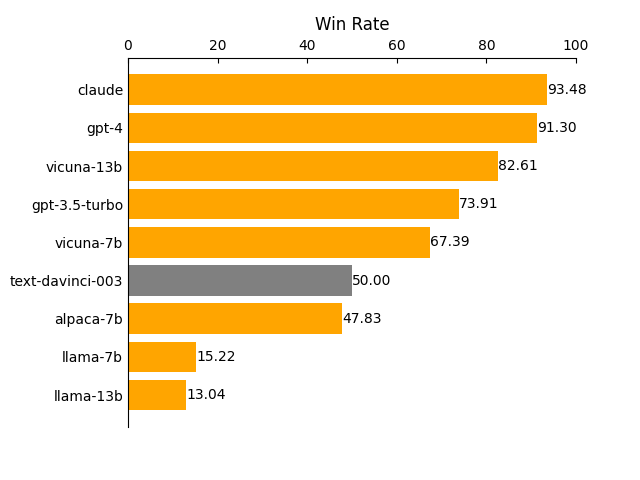 Win Rate
0 20 40 60 80 100
claude 93.48
gpt-4 91.30
vicuna-13b 82.61
gpt-3.5-turbo 73.91
vicuna-7b 67.39
text-davinci-003 50.00
alpaca-7b 47.83
llama-7b 15.22
llama-13b 13.04